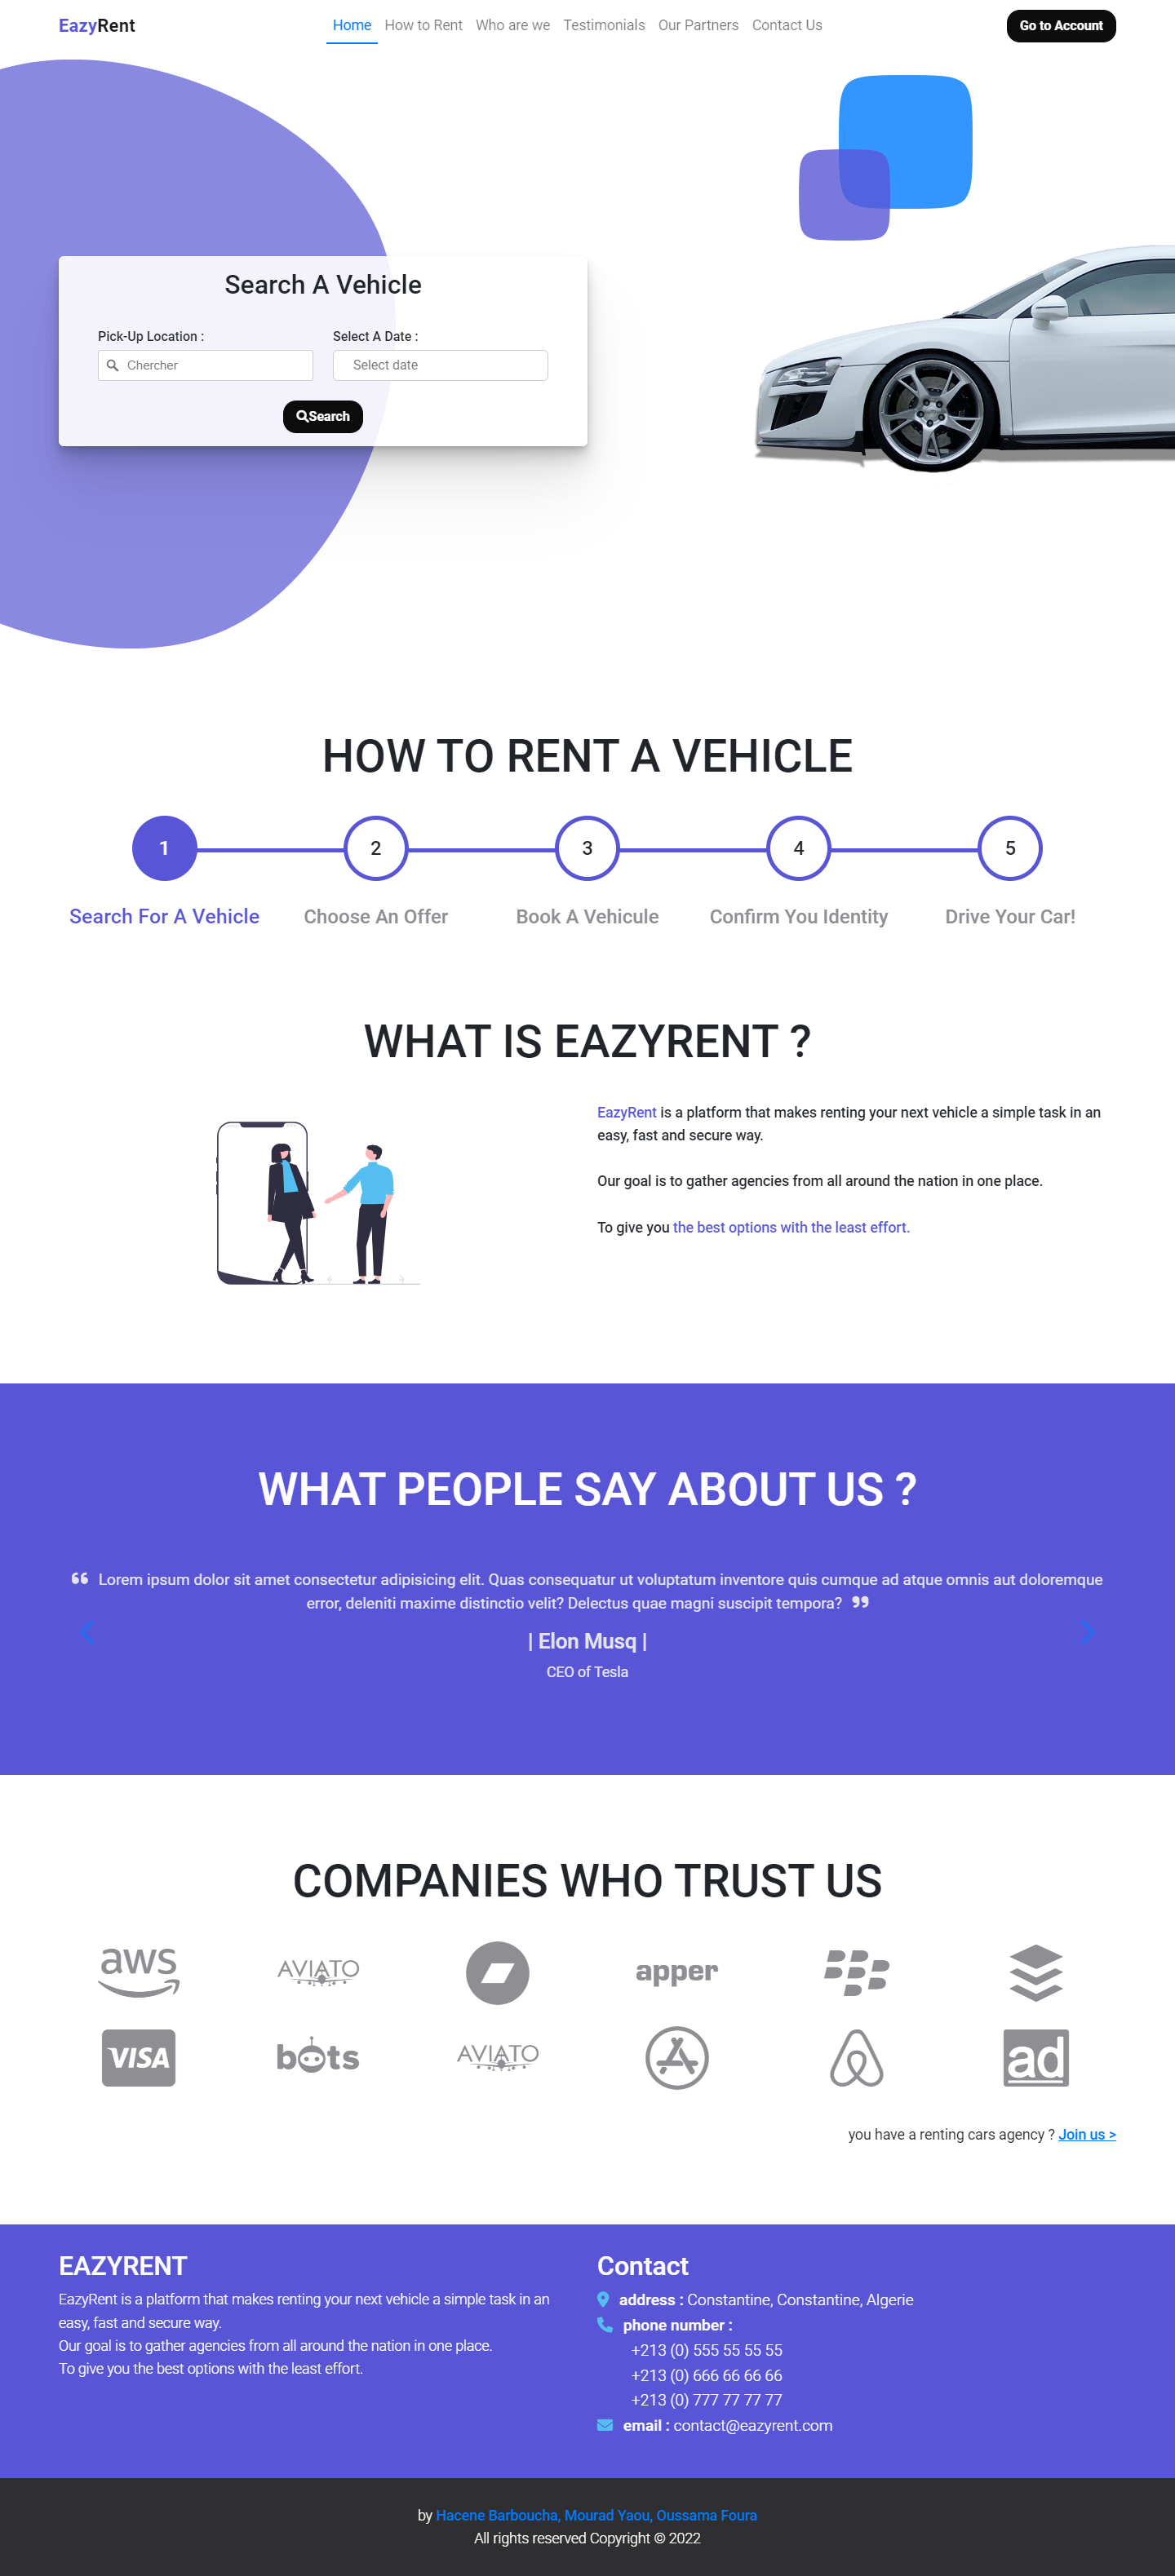 EazyRent
Home How to Rent Who are we Testimonials Our Partners Contact Us
Go to Account
Search A Vehicle
Pick-Up Location :
Select A Date :
Chercher
Select date
Search
HOW TO RENT A VEHICLE
1 2 3 4 5
Search For A Vehicle
Choose An Offer
Book A Vehicule
Confirm You Identity
Drive Your Car!
WHAT IS EAZYRENT ?
EazyRent is a platform that makes renting your next vehicle a simple task in an
easy, fast and secure way.
Our goal is to gather agencies from all around the nation in one place.
To give you the best options with the least effort.
WHAT PEOPLE SAY ABOUT US ?
❝ Lorem ipsum dolor sit amet consectetur adipisicing elit. Quas consequatur ut voluptatum inventore quis cumque ad atque omnis aut doloremque
error, deleniti maxime distinctio velit? Delectus quae magni suscipit tempora? ❞
| Elon Musq |
CEO of Tesla
COMPANIES WHO TRUST US
aws AVIATO apper
VISA bots AVIATO ad
you have a renting cars agency ? Join us >
EAZYRENT
EazyRent is a platform that makes renting your next vehicle a simple task in an
easy, fast and secure way.
Our goal is to gather agencies from all around the nation in one place.
To give you the best options with the least effort.
Contact
address : Constantine, Constantine, Algerie
phone number :
+213 (0) 555 55 55 55
+213 (0) 666 66 66 66
+213 (0) 777 77 77 77
email : contact@eazyrent.com
by Hacene Barboucha, Mourad Yaou, Oussama Foura
All rights reserved Copyright © 2022